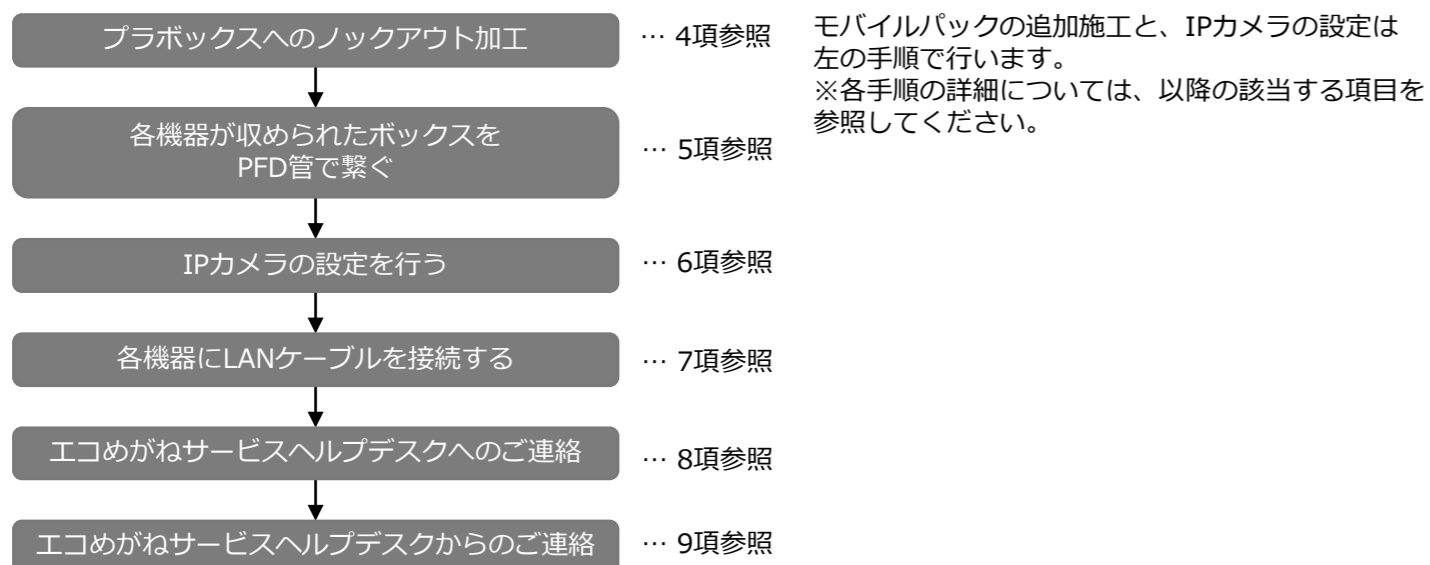 プラボックスへのノックアウト加工
… 4項参照
各機器が収められたボックスを
PFD管で繋ぐ
… 5項参照
IPカメラの設定を行う
… 6項参照
各機器にLANケーブルを接続する
… 7項参照
エコめがねサービスヘルプデスクへのご連絡
… 8項参照
エコめがねサービスヘルプデスクからのご連絡
… 9項参照
モバイルパックの追加施工と、IPカメラの設定は
左の手順で行います。
※各手順の詳細については、以降の該当する項目を
参照してください。